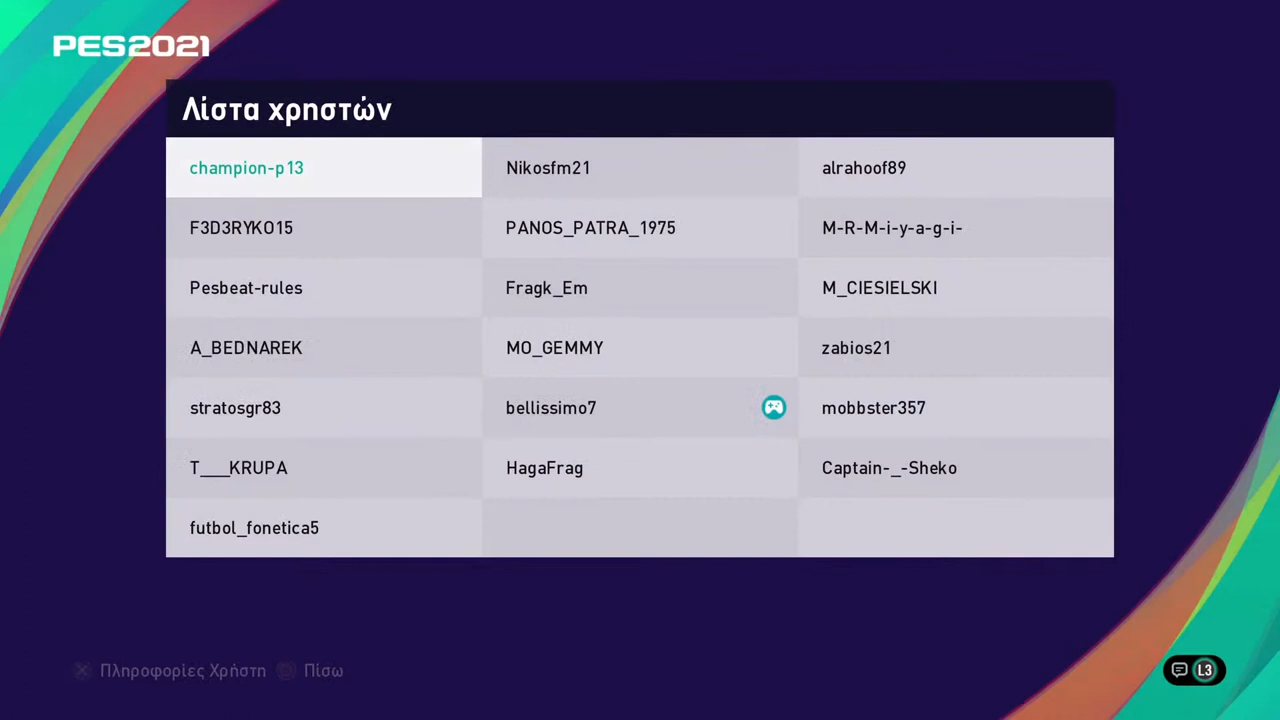 PES2021
Λίστα χρηστών
champion-p13 Nikosfm21 alrahoof89
F3D3RYKO15 PANOS_PATRA_1975 M-R-M-i-y-a-g-i-
Pesbeat-rules Fragk_Em M_CIESIELSKI
A_BEDNAREK MO_GEMMY zabios21
stratosgr83 bellissimo7 mobbster357
T___KRUPA HagaFrag Captain-_-Sheko
futbol_fonetica5
Πληροφορίες Χρήστη Πίσω L3